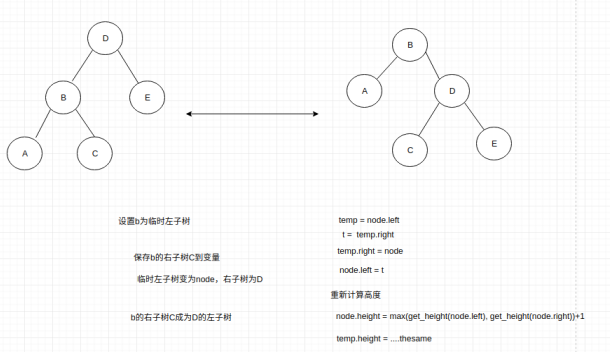 D
B
E
A
C
B
A
D
C
E
设置b为临时左子树
temp = node.left
t = temp.right
保存b的右子树C到变量
temp.right = node
临时左子树变为node，右子树为D
node.left = t
重新计算高度
b的右子树C成为D的左子树
node.height = max(get_height(node.left), get_height(node.right))+1
temp.height = ....thesame